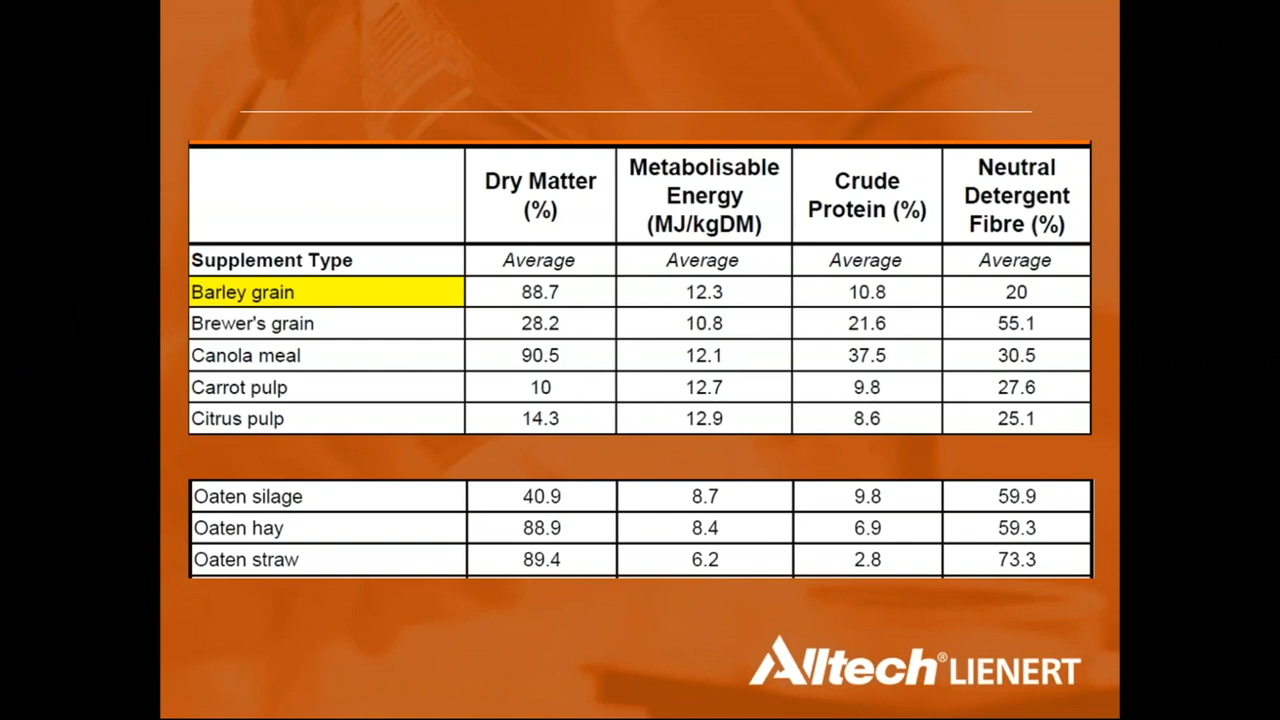 Dry Matter (%) Metabolisable Energy (MJ/kgDM) Crude Protein (%) Neutral Detergent Fibre (%)
Supplement Type Average Average Average Average
Barley grain 88.7 12.3 10.8 20
Brewer's grain 28.2 10.8 21.6 55.1
Canola meal 90.5 12.1 37.5 30.5
Carrot pulp 10 12.7 9.8 27.6
Citrus pulp 14.3 12.9 8.6 25.1
Oaten silage 40.9 8.7 9.8 59.9
Oaten hay 88.9 8.4 6.9 59.3
Oaten straw 89.4 6.2 2.8 73.3
Alltech® LIENERT